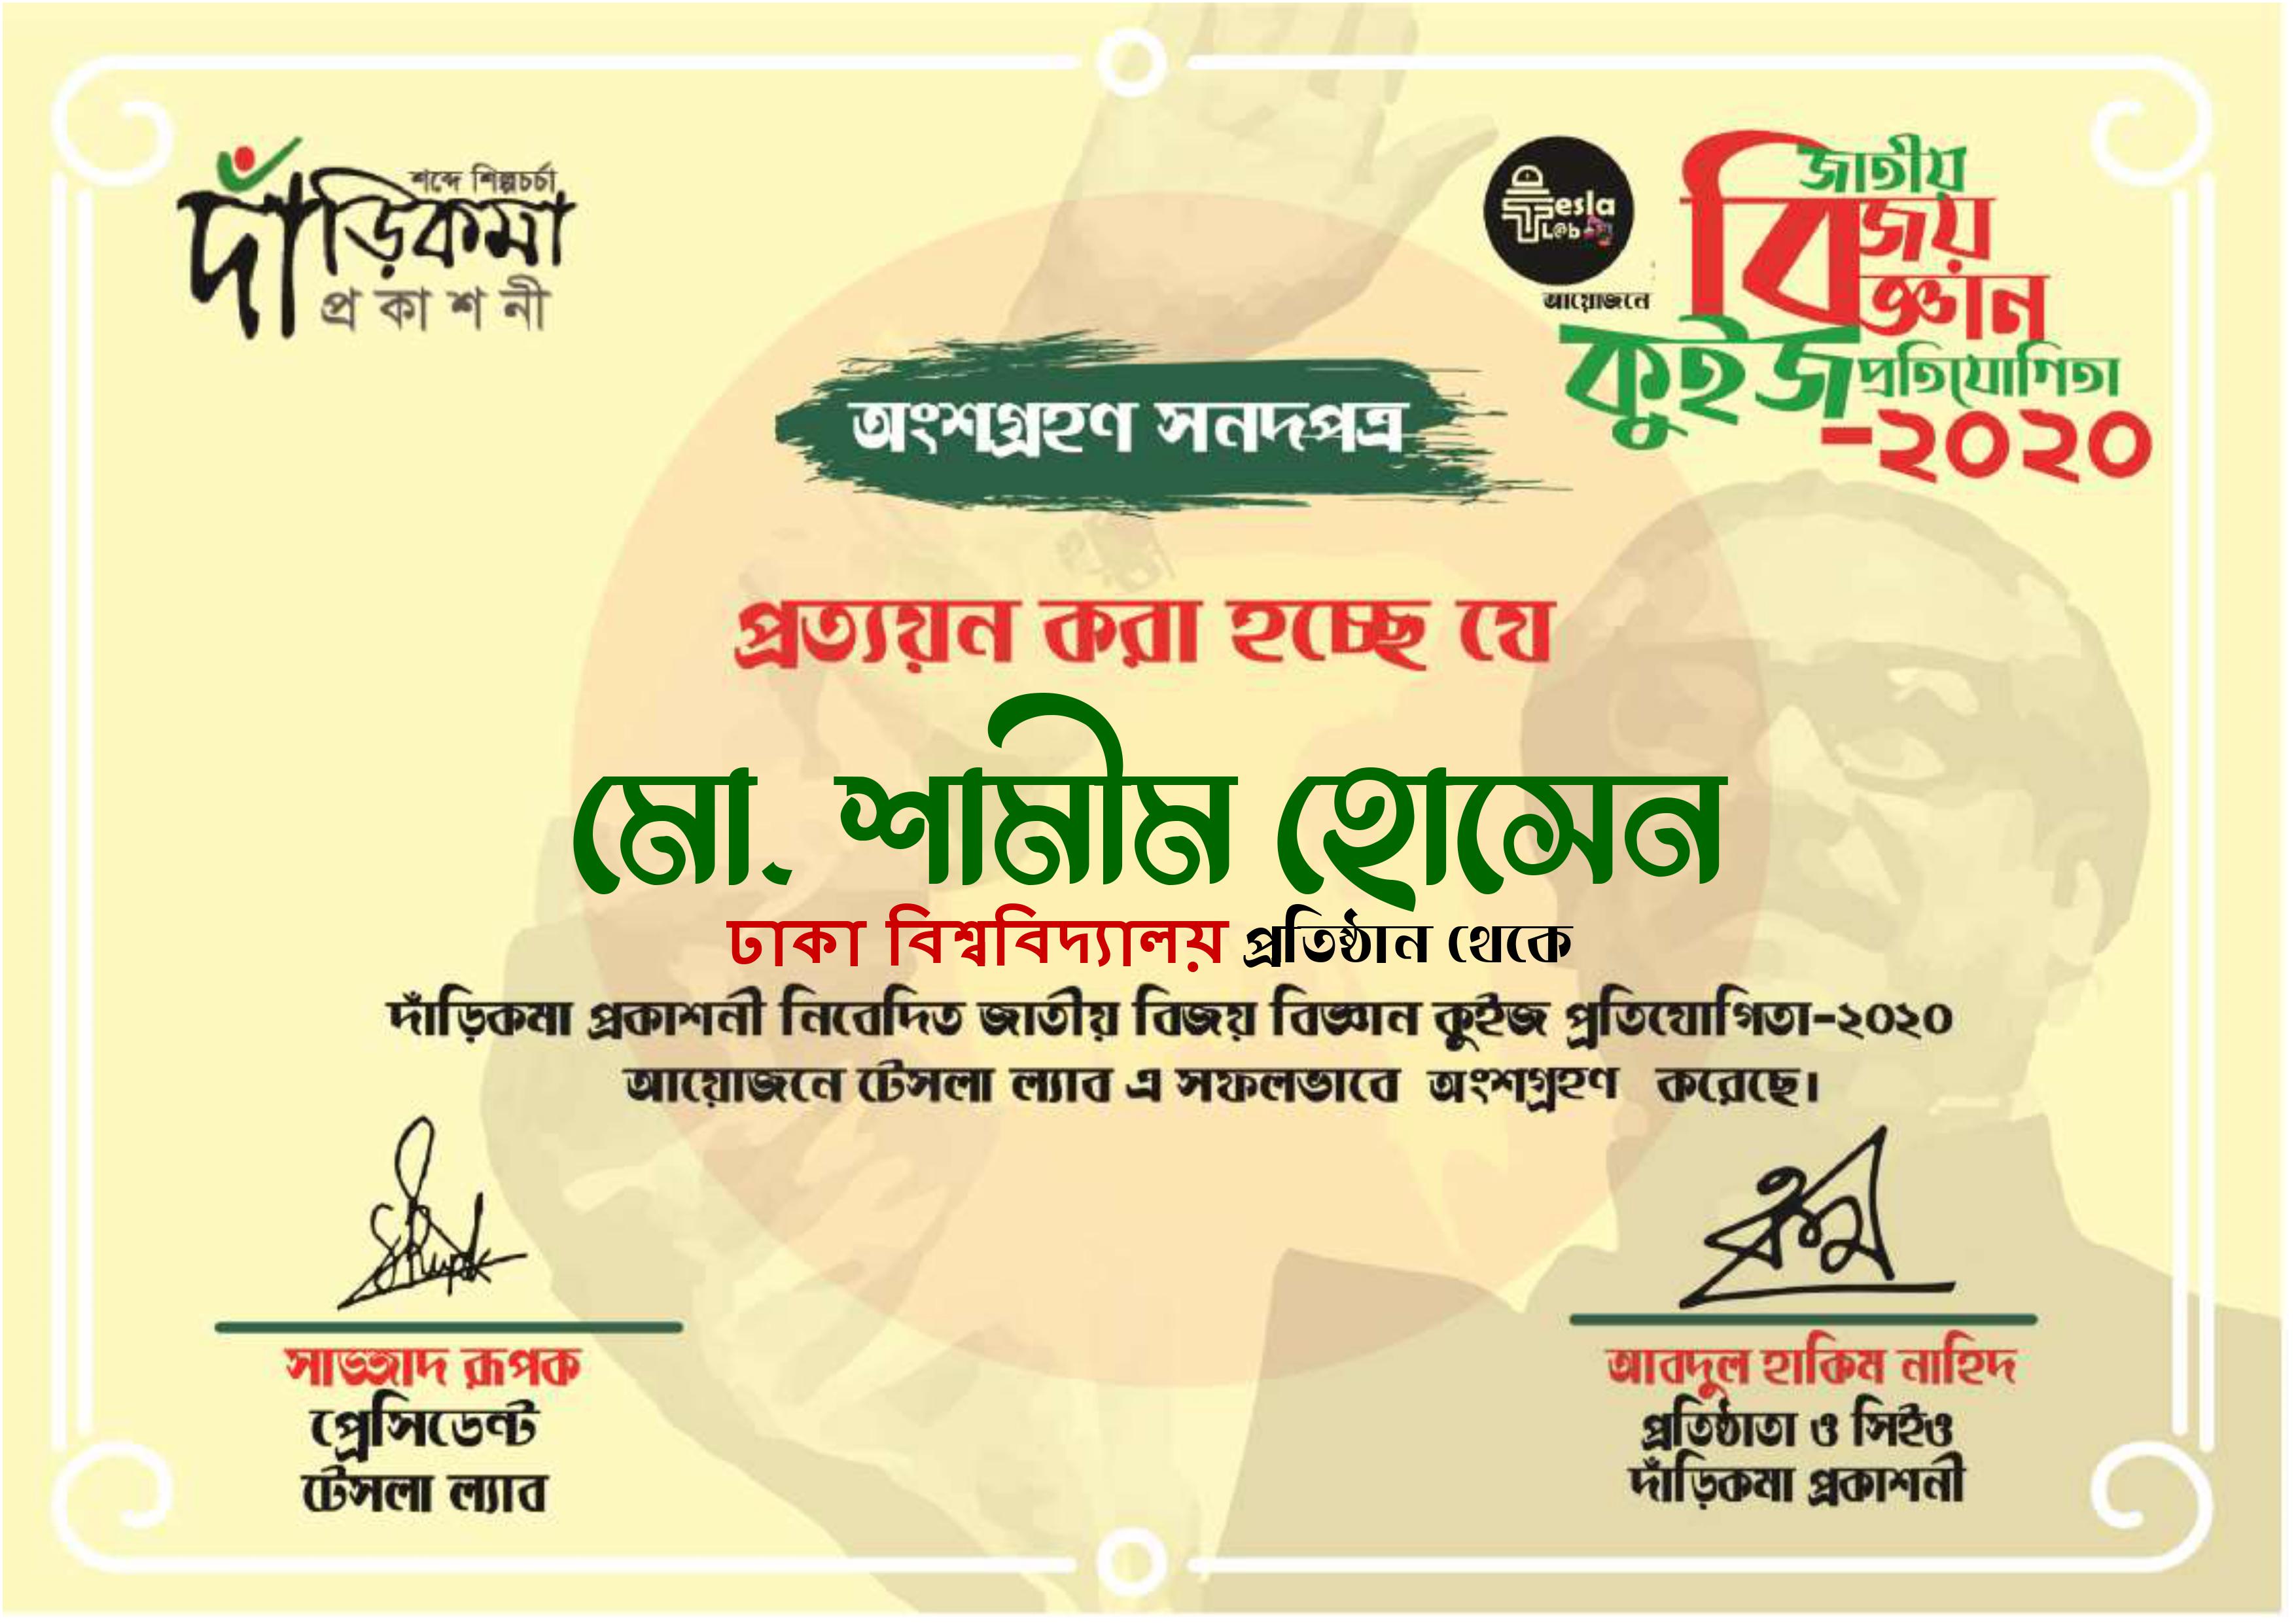 শব্দে শিল্পচর্চা
দাঁড়িকমা
প্রকাশনী
Tesla
L@b
আয়োজনে
জাতীয়
বিজয়
বিজ্ঞান
কুইজ প্রতিযোগিতা
-২০২০
অংশগ্রহণ সনদপত্র
প্রত্যয়ন করা হচ্ছে যে
মো. শামীম হোসেন
ঢাকা বিশ্ববিদ্যালয় প্রতিষ্ঠান থেকে
দাঁড়িকমা প্রকাশনী নিবেদিত জাতীয় বিজয় বিজ্ঞান কুইজ প্রতিযোগিতা-২০২০
আয়োজনে টেসলা ল্যাব এ সফলভাবে অংশগ্রহণ করেছে।
সাজ্জাদ রূপক
প্রেসিডেন্ট
টেসলা ল্যাব
আবদুল হাকিম নাহিদ
প্রতিষ্ঠাতা ও সিইও
দাঁড়িকমা প্রকাশনী